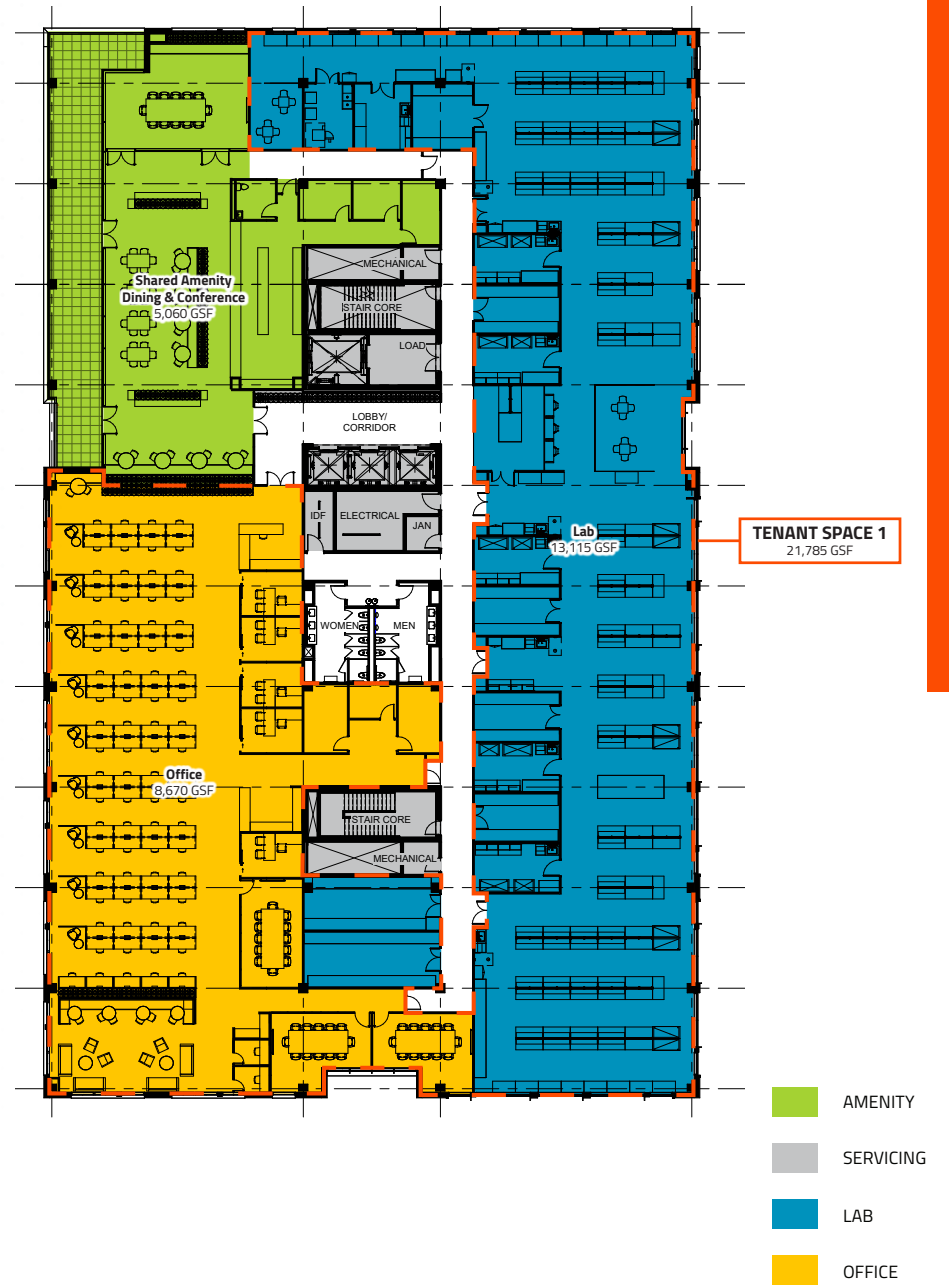 MECHANICAL
STAIR CORE
LOAD
Shared Amenity
Dining & Conference
5,060 GSF
LOBBY/
CORRIDOR
IDF
ELECTRICAL
JAN
Lab
13,115 GSF
TENANT SPACE 1
21,785 GSF
WOMEN
MEN
Office
8,670 GSF
STAIR CORE
MECHANICAL
AMENITY
SERVICING
LAB
OFFICE